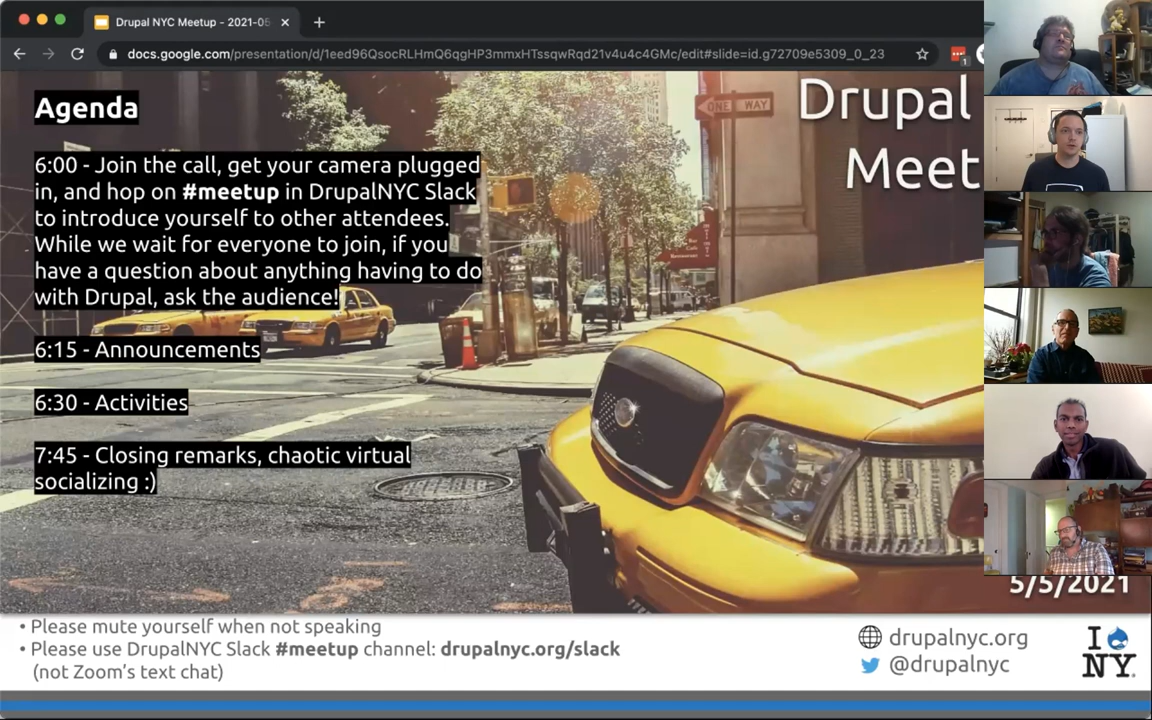 Drupal NYC Meetup - 2021-05
docs.google.com/presentation/d/1eed96QsocRLHmQ6qgHP3mmxHTssqwRqd21v4u4c4GMc/edit#slide=id.g72709e5309_0_23
1
Drupal
Meet
ONE WAY
Agenda
6:00 - Join the call, get your camera plugged
in, and hop on #meetup in DrupalNYC Slack
to introduce yourself to other attendees.
While we wait for everyone to join, if you
have a question about anything having to do
with Drupal, ask the audience!
6:15 - Announcements
6:30 - Activities
7:45 - Closing remarks, chaotic virtual
socializing :)
Bar
Café
Restaurant
5/5/2021
• Please mute yourself when not speaking
• Please use DrupalNYC Slack #meetup channel: drupalnyc.org/slack
(not Zoom's text chat)
drupalnyc.org
@drupalnyc
I
NY.